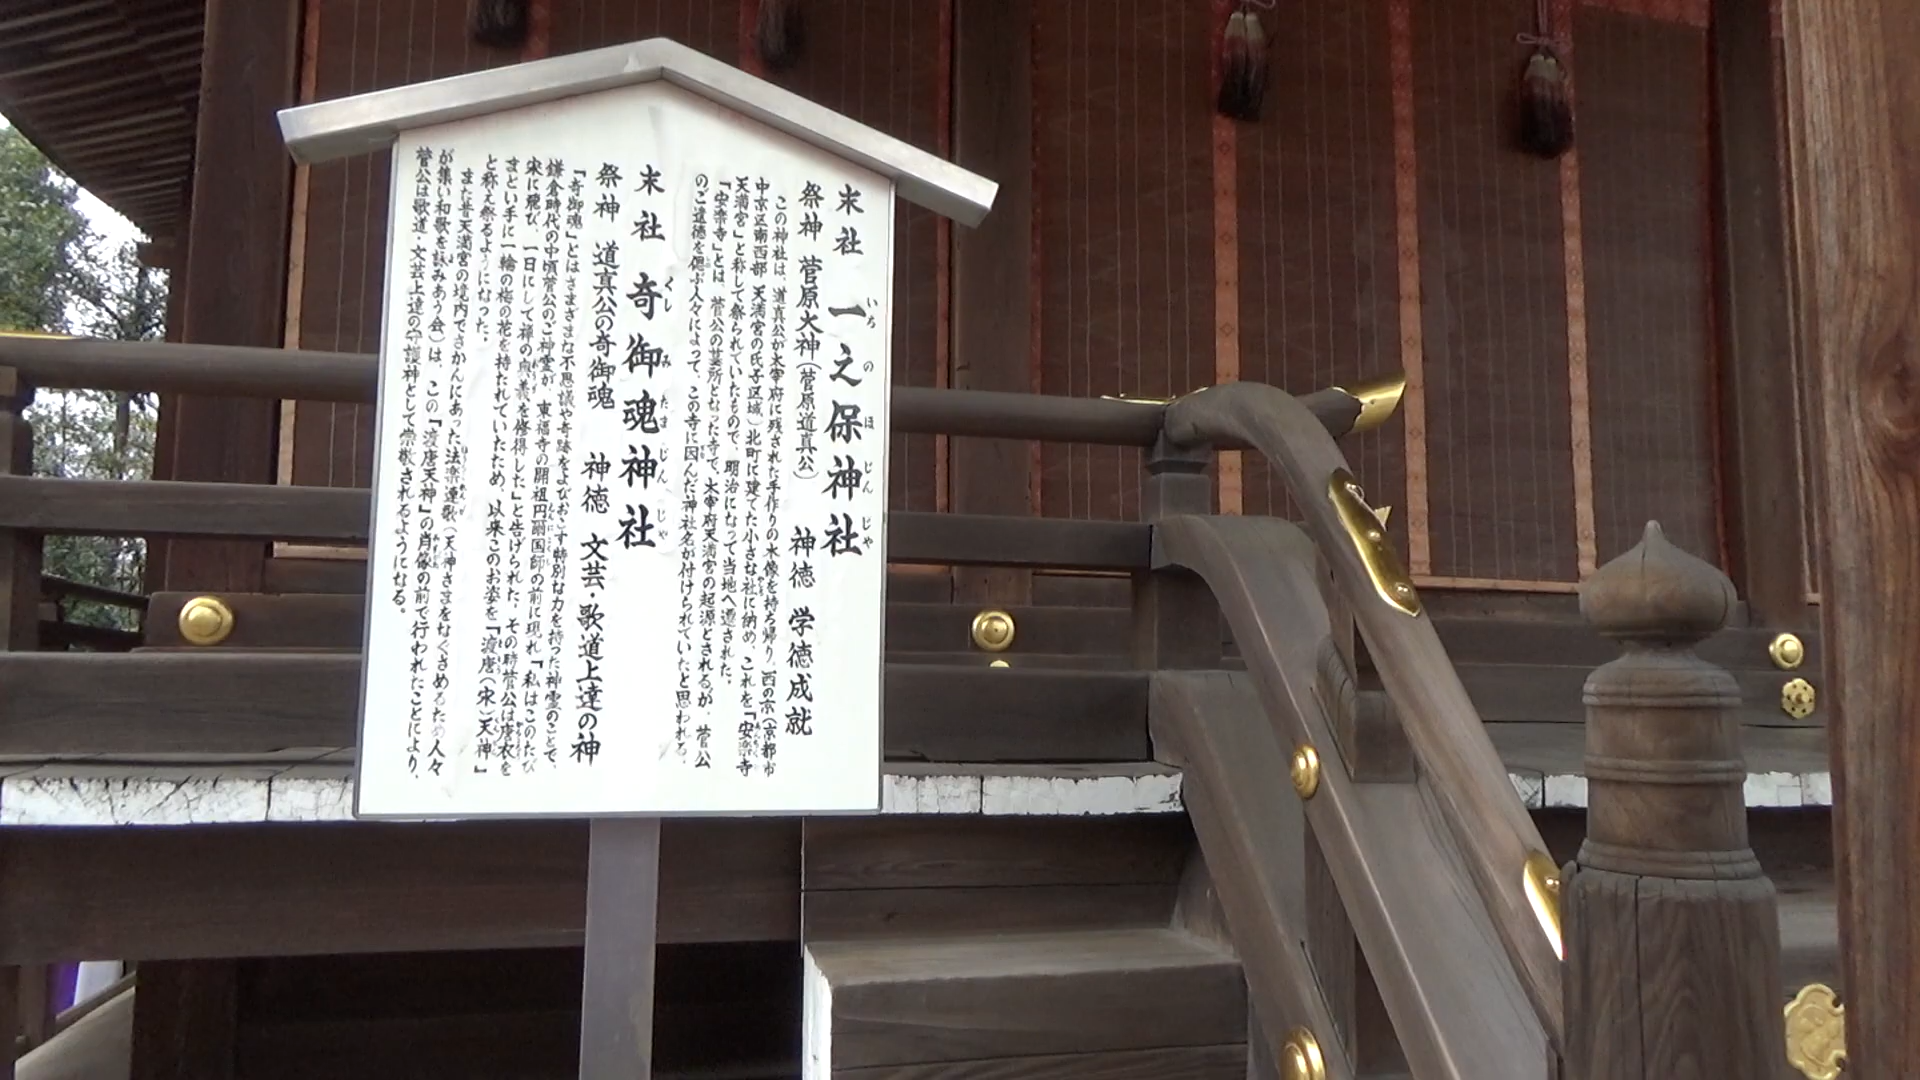 末社 一之保神社
いちのほじんじゃ
祭神 菅原大神(菅原道真公) 神徳 学徳成就
この神社は、道真公が太宰府に残された手作りの木像を持ち帰り、西の京(京都市
中京区南西部 天満宮の氏子区域)北町に建てた小さな社に納め、これを「安楽寺
天満宮」と称して祭られていたもので、明治になって当地へ遷された。
「安楽寺」とは、菅公の墓所となった寺で、太宰府天満宮の起源とされるが、菅公
のご遺徳を偲ぶ人々によって、この寺に因んだ神社名が付けられていたと思われる。
末社 奇御魂神社
くしみたまじんじゃ
祭神 道真公の奇御魂 神徳 文芸・歌道上達の神
「奇御魂」とはさまざまな不思議や奇跡をよびおこす特別な力を持った神霊のことで、
鎌倉時代の中頃菅公のご神霊が、東福寺の開祖円爾国師の前に現れ「私はこのたび
宋に飛び、一日にして禅の奥義を修得した」と告げられた。その時菅公は唐衣を
まとい手に一輪の梅の花を持たれていたため、以来このお姿を「渡唐(宋)天神」
と称え祭るようになった。
また昔天満宮の境内でさかんにあった法楽連歌(天神さまをなぐさめるため人々
が集い和歌を詠みあう会)は、この「渡唐天神」の肖像の前で行われたことにより、
菅公は歌道・文芸上達の守護神として崇敬されるようになる。